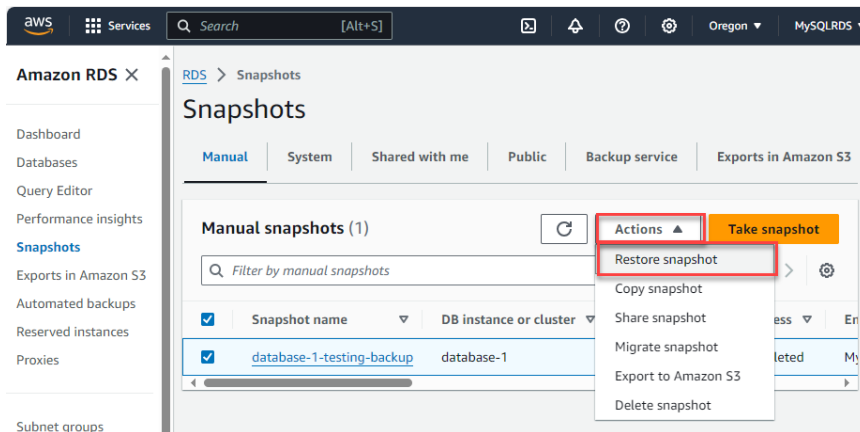 aws Services Search [Alt+S] Oregon MySQLRDS
Amazon RDS
Dashboard
Databases
Query Editor
Performance insights
Snapshots
Exports in Amazon S3
Automated backups
Reserved instances
Proxies
Subnet groups
RDS > Snapshots
Snapshots
Manual System Shared with me Public Backup service Exports in Amazon S3
Manual snapshots (1) Actions Take snapshot
Filter by manual snapshots
Snapshot name DB instance or cluster
database-1-testing-backup database-1
Restore snapshot
Copy snapshot
Share snapshot
Migrate snapshot
Export to Amazon S3
Delete snapshot